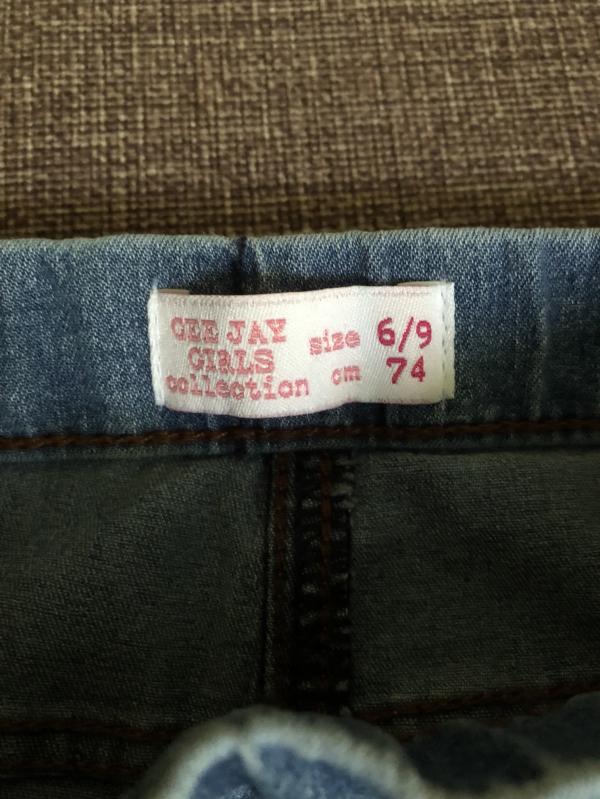 GEE JAY
GIRLS
collection
size 6/9
cm 74